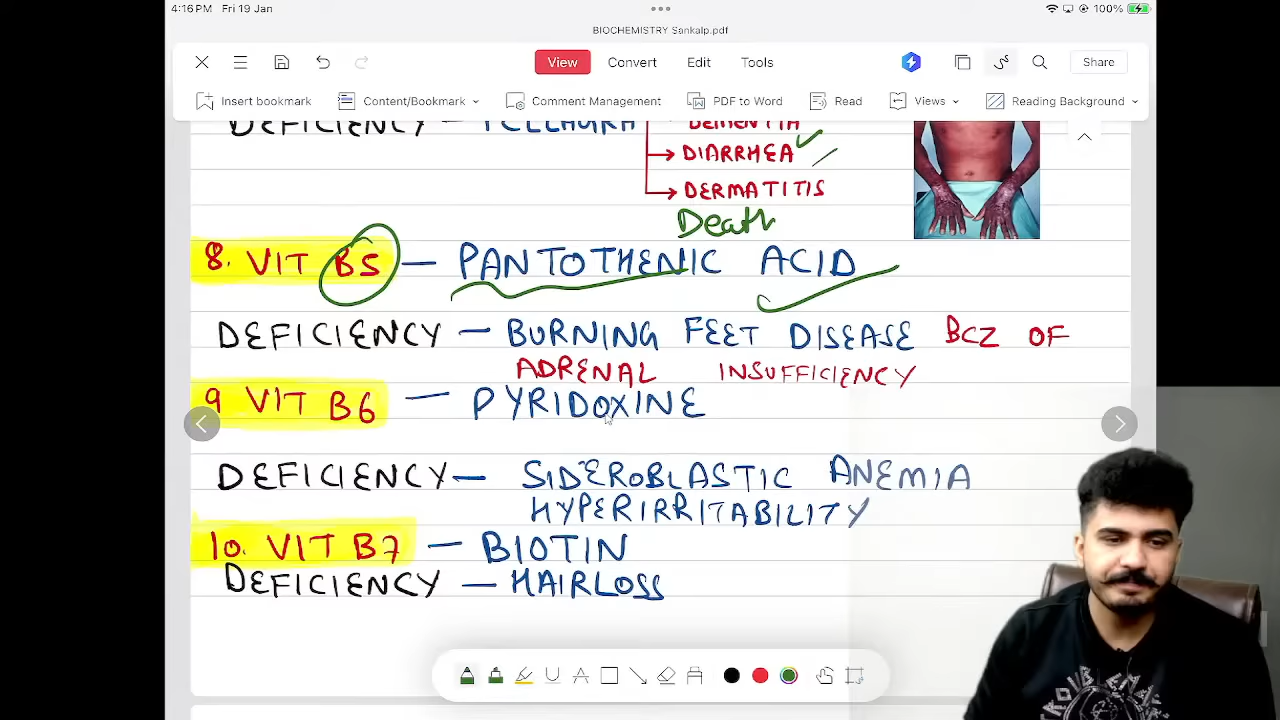 4:16 PM Fri 19 Jan
100%
BIOCHEMISTRY Sankalp.pdf
View Convert Edit Tools Share
Insert bookmark Content/Bookmark Comment Management PDF to Word Read Views Reading Background
DEFICIENCY — PELLAGRA
DEMENTIA
DIARRHEA
DERMATITIS
Death
8. VIT B5 — PANTOTHENIC ACID
DEFICIENCY — BURNING FEET DISEASE BCZ OF
ADRENAL INSUFFICIENCY
9 VIT B6 — PYRIDOXINE
DEFICIENCY — SIDEROBLASTIC ANEMIA
HYPERIRRITABILITY
10. VIT B7 — BIOTIN
DEFICIENCY — HAIRLOSS